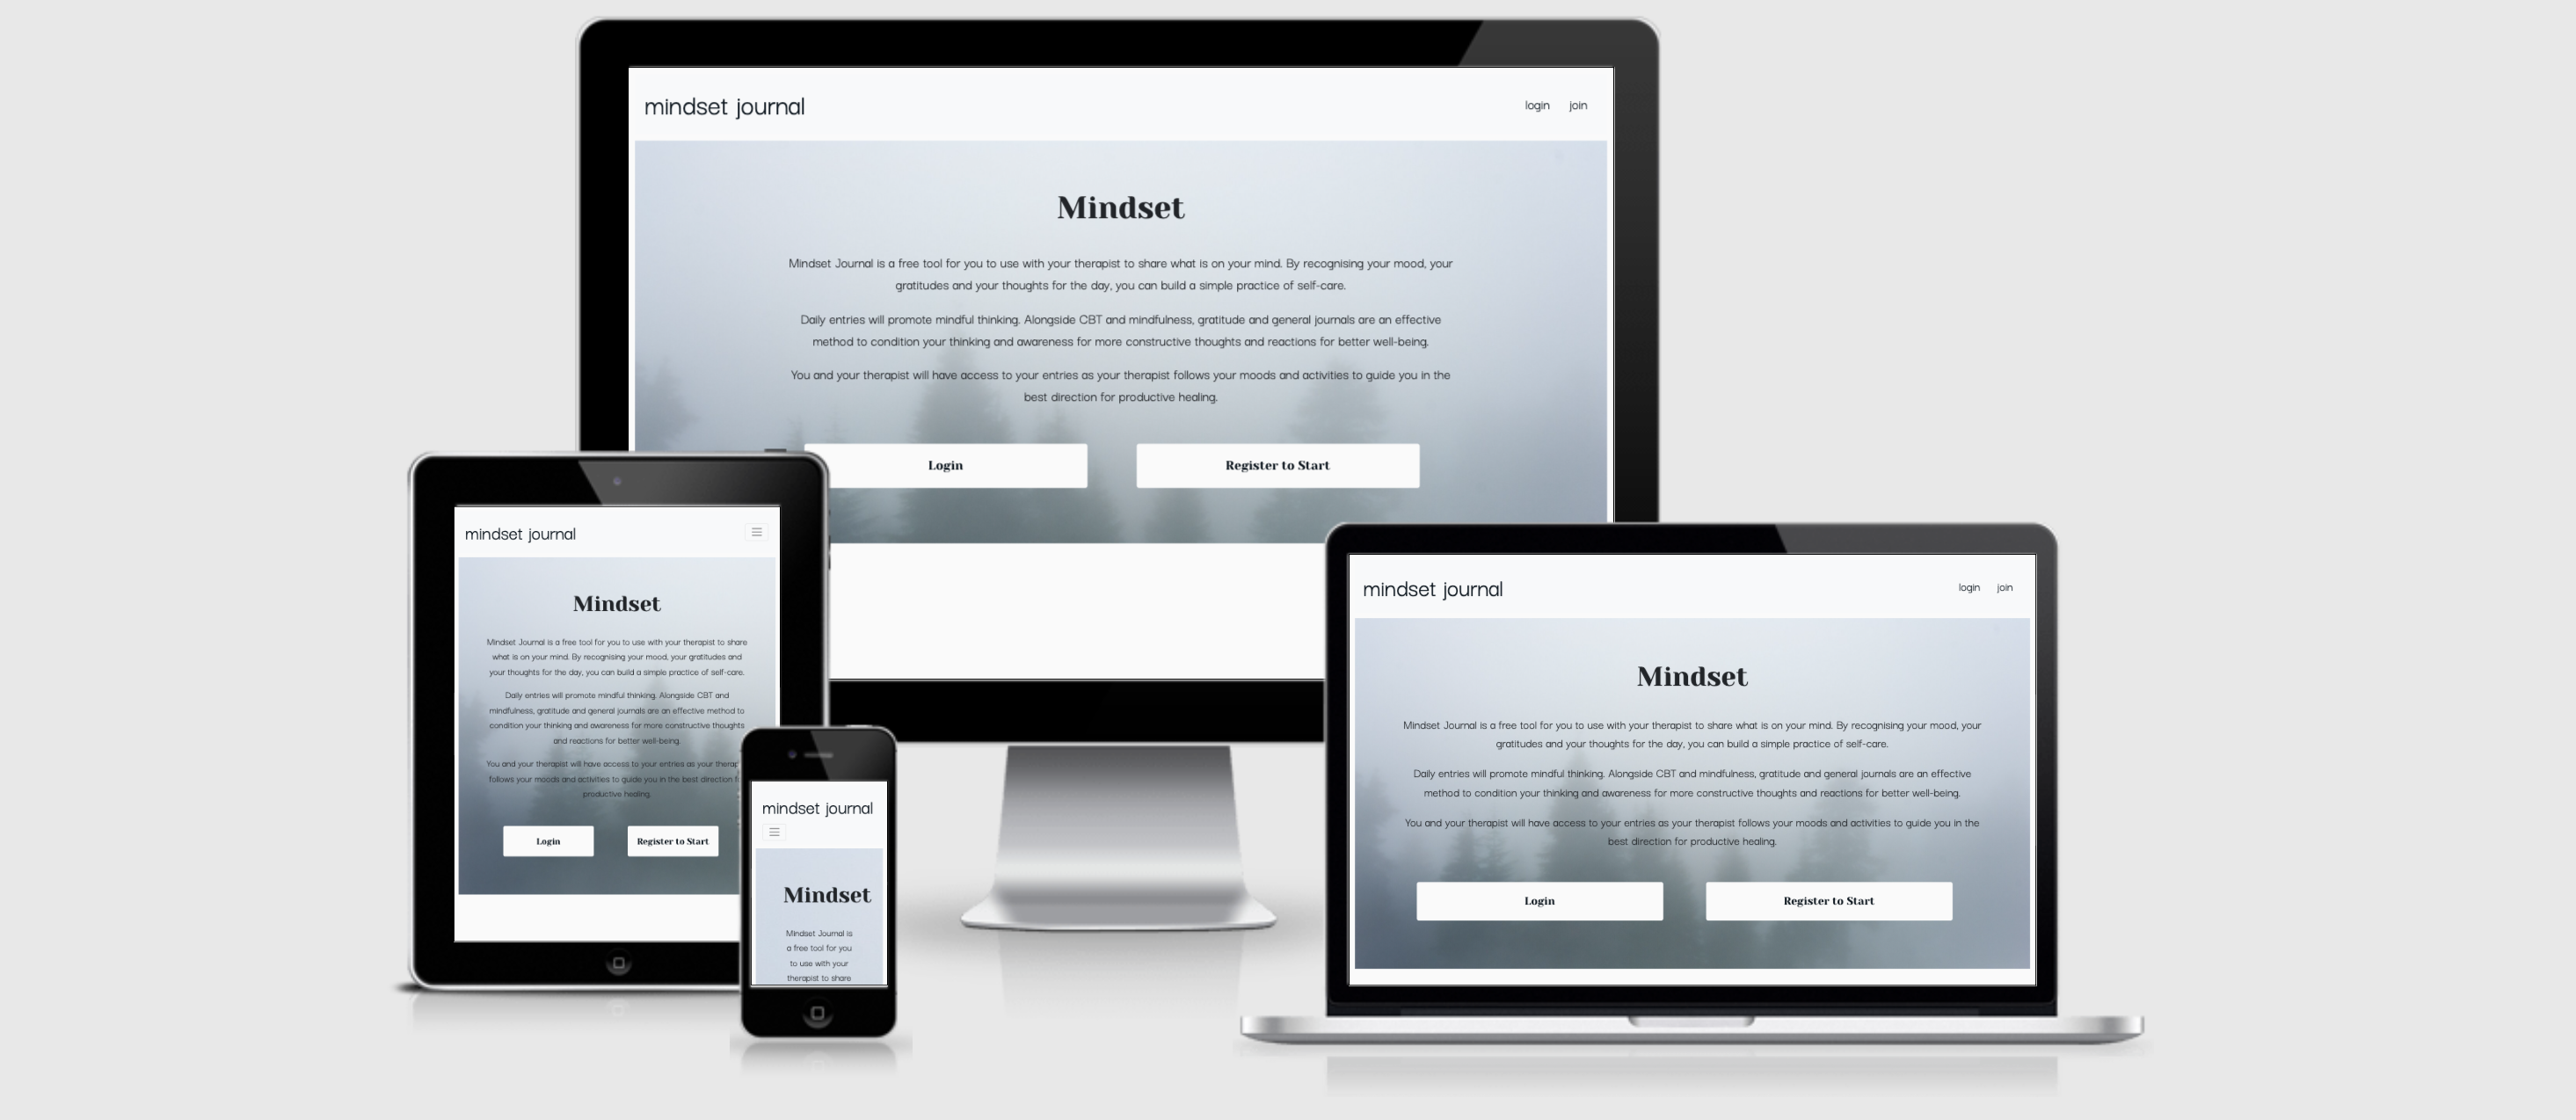 mindset journal
login join
Mindset
Mindset Journal is a free tool for you to use with your therapist to share what is on your mind. By recognising your mood, your
gratitudes and your thoughts for the day, you can build a simple practice of self-care.
Daily entries will promote mindful thinking. Alongside CBT and mindfulness, gratitude and general journals are an effective
method to condition your thinking and awareness for more constructive thoughts and reactions for better well-being.
You and your therapist will have access to your entries as your therapist follows your moods and activities to guide you in the
best direction for productive healing.
Login Register to Start
mindset journal
Mindset
Mindset Journal is a free tool for you to use with your therapist to share
what is on your mind. By recognising your mood, your gratitudes and
your thoughts for the day, you can build a simple practice of self-care.
Daily entries will promote mindful thinking. Alongside CBT and
mindfulness, gratitude and general journals are an effective method to
condition your thinking and awareness for more constructive thoughts
and reactions for better well-being.
You and your therapist will have access to your entries as your
follows your moods and activities to guide you in the best direction
productive healing.
Login Register to Start
mindset journal
Mindset
Mindset Journal is
a free tool for you
to use with your
therapist to share
mindset journal
login join
Mindset
Mindset Journal is a free tool for you to use with your therapist to share what is on your mind. By recognising your mood, your
gratitudes and your thoughts for the day, you can build a simple practice of self-care.
Daily entries will promote mindful thinking. Alongside CBT and mindfulness, gratitude and general journals are an effective
method to condition your thinking and awareness for more constructive thoughts and reactions for better well-being.
You and your therapist will have access to your entries as your therapist follows your moods and activities to guide you in the
best direction for productive healing.
Login Register to Start